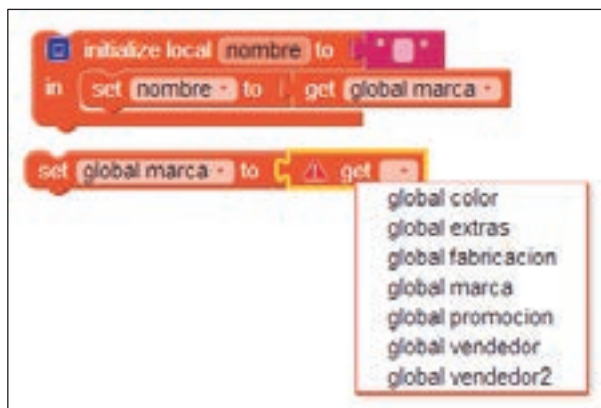 initialize local nombre to " "
in set nombre to get global marca
set global marca to get
global color
global extras
global fabricacion
global marca
global promocion
global vendedor
global vendedor2